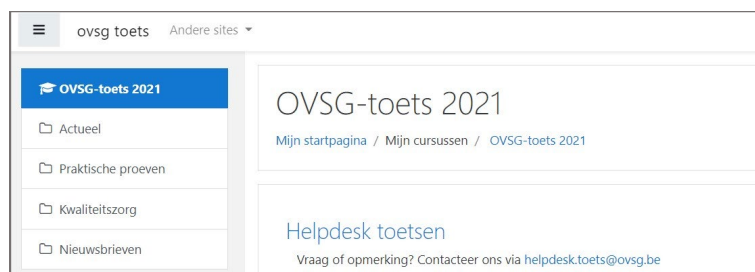 ovsg toets Andere sites
OVSG-toets 2021
Actueel
Praktische proeven
Kwaliteitszorg
Nieuwsbrieven
OVSG-toets 2021
Mijn startpagina / Mijn cursussen / OVSG-toets 2021
Helpdesk toetsen
Vraag of opmerking? Contacteer ons via helpdesk.toets@ovsg.be